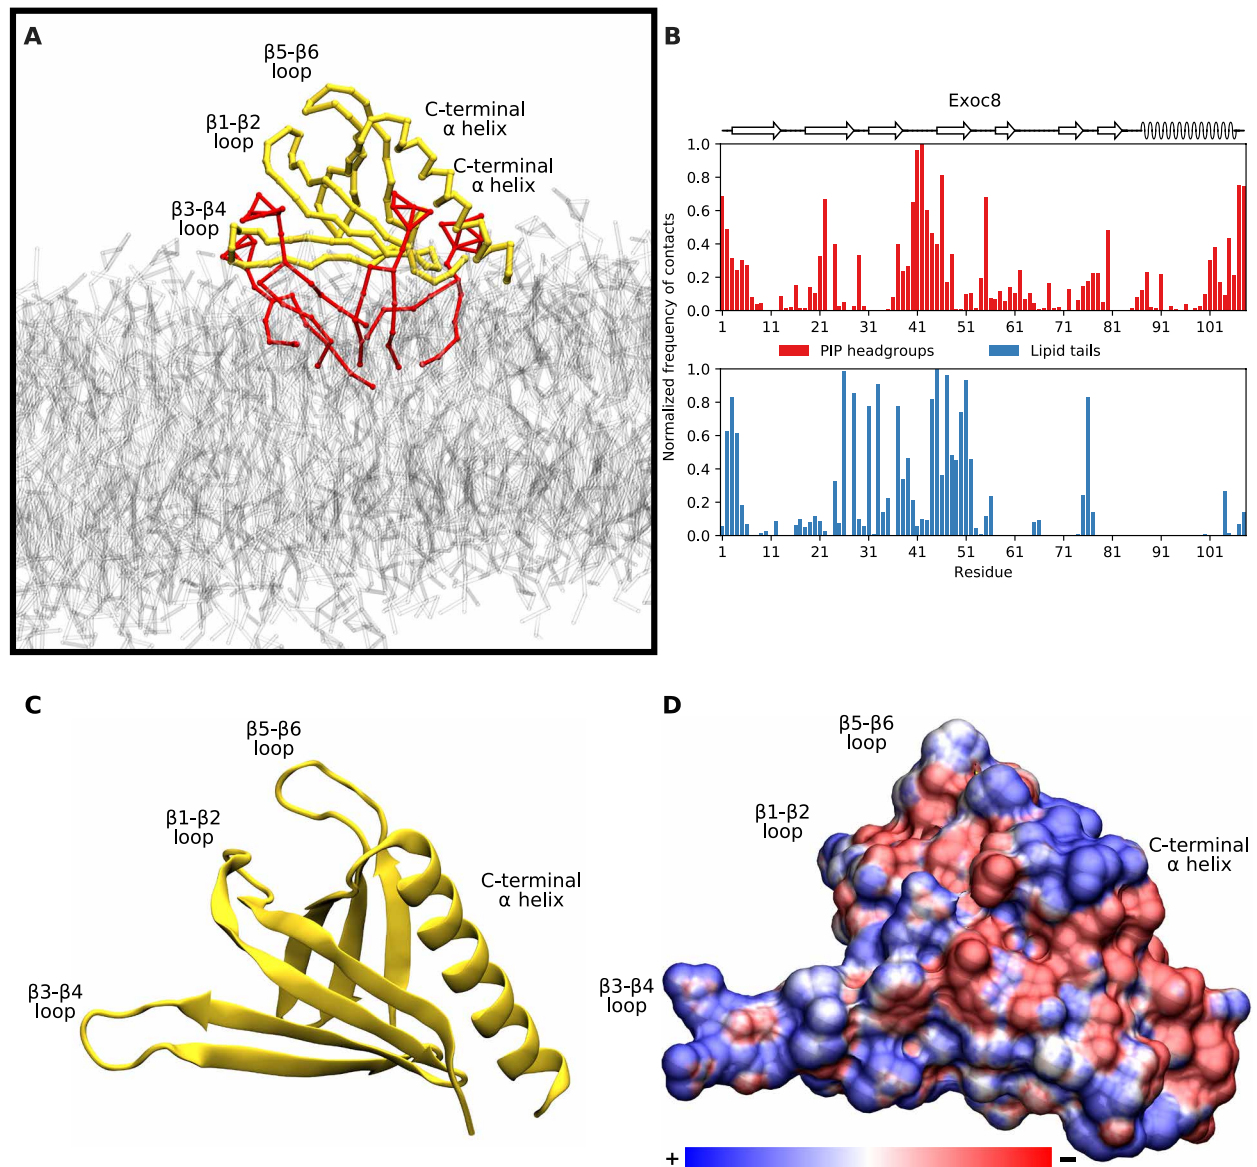 A
β5-β6
loop
β1-β2
loop
C-terminal
α helix
C-terminal
α helix
β3-β4
loop
B
Exoc8
1.0
0.8
0.6
0.4
0.2
0.0
1 11 21 31 41 51 61 71 81 91 101
PIP headgroups Lipid tails
Normalized frequency of contacts
1.0
0.8
0.6
0.4
0.2
0.0
1 11 21 31 41 51 61 71 81 91 101
Residue
C
β5-β6
loop
β1-β2
loop
C-terminal
α helix
β3-β4
loop
D
β5-β6
loop
β1-β2
loop
C-terminal
α helix
β3-β4
loop
+ −